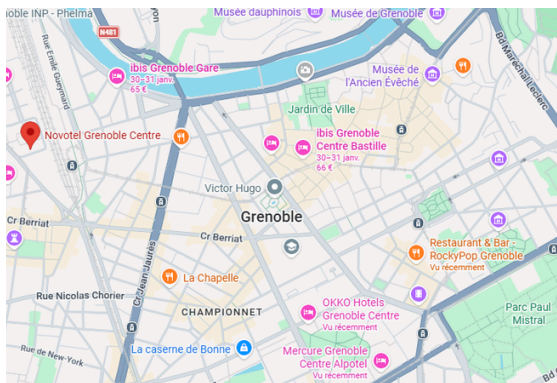 noble INP - Phelma
Musée dauphinois
Musée de Grenoble
N481
Rue Emile Gueymard
ibis Grenoble Gare
30–31 janv.
65 €
Bd Maréchal Leclerc
Musée de
l'Ancien Évêché
Jardin de Ville
Novotel Grenoble Centre
ibis Grenoble
Centre Bastille
30–31 janv.
66 €
Victor Hugo
Grenoble
Cr Berriat
Cr Berriat
Restaurant & Bar -
RockyPop Grenoble
Vu récemment
Cr Jean Jaurès
La Chapelle
Rue Nicolas Chorier
CHAMPIONNET
OKKO Hotels
Grenoble Centre
Vu récemment
Parc Paul
Mistral
Rue de New-York
La caserne de Bonne
Mercure Grenoble
Centre Alpotel
Vu récemment